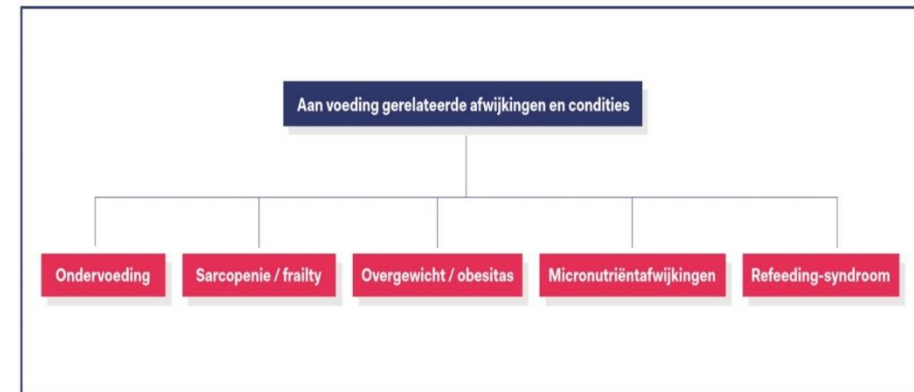 Aan voeding gerelateerde afwijkingen en condities
Ondervoeding
Sarcopenie / frailty
Overgewicht / obesitas
Micronutriëntafwijkingen
Refeeding-syndroom